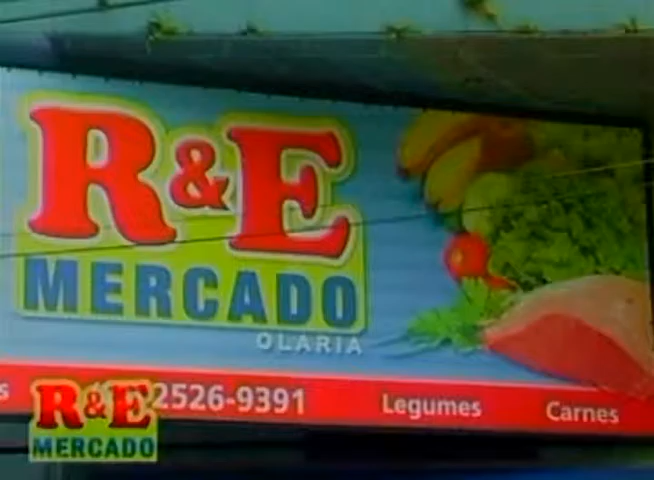 R&E
MERCADO
OLARIA
2526-9391 Legumes Carnes
R&E
MERCADO